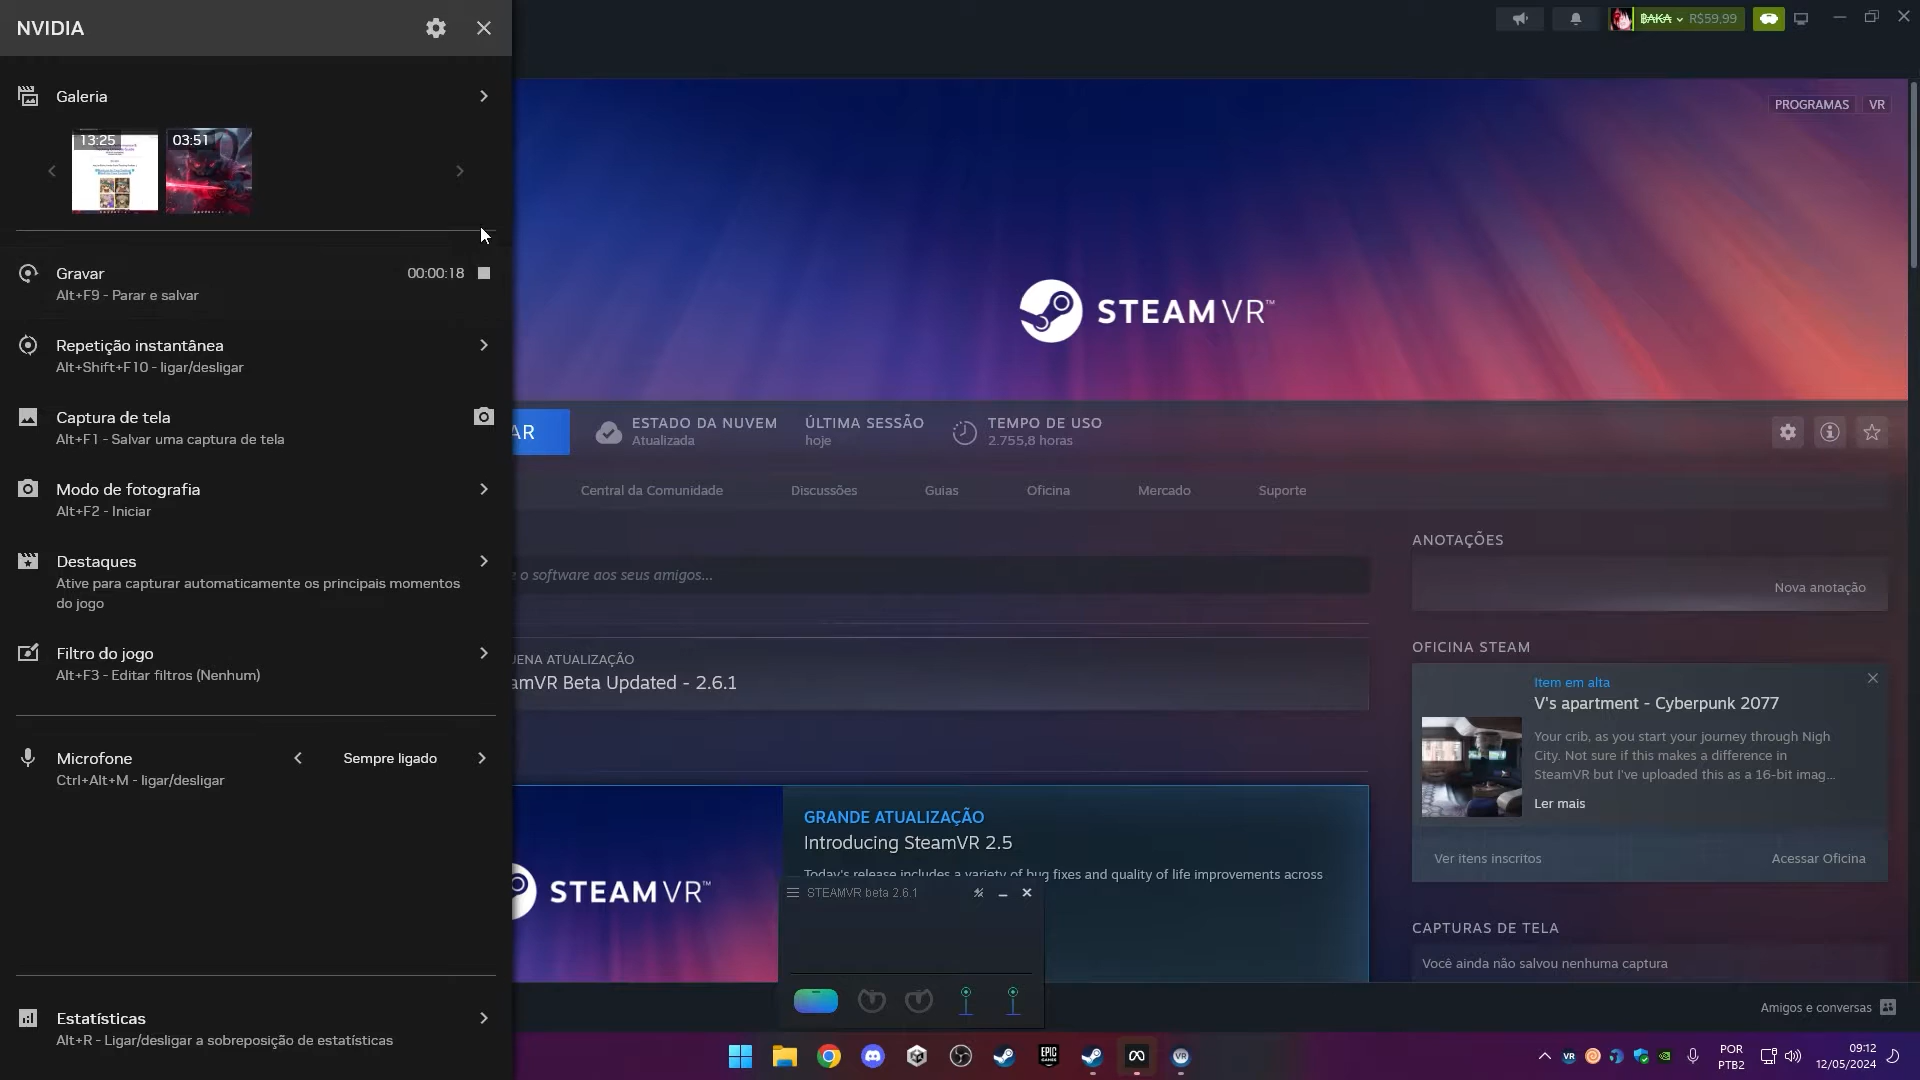 NVIDIA
Galeria
13:25
03:51
Gravar
00:00:18
Alt+F9 - Parar e salvar
Repetição instantânea
Alt+Shift+F10 - ligar/desligar
Captura de tela
Alt+F1 - Salvar uma captura de tela
Modo de fotografia
Alt+F2 - Iniciar
Destaques
Ative para capturar automaticamente os principais momentos
do jogo
Filtro do jogo
Alt+F3 - Editar filtros (Nenhum)
Microfone
Sempre ligado
Ctrl+Alt+M - ligar/desligar
Estatísticas
Alt+R - Ligar/desligar a sobreposição de estatísticas
BAKA
R$59,99
PROGRAMAS
VR
STEAMVR™
AR
ESTADO DA NUVEM
Atualizada
ÚLTIMA SESSÃO
hoje
TEMPO DE USO
2.755,8 horas
Central da Comunidade
Discussões
Guias
Oficina
Mercado
Suporte
o software aos seus amigos...
UENA ATUALIZAÇÃO
amVR Beta Updated - 2.6.1
STEAMVR™
GRANDE ATUALIZAÇÃO
Introducing SteamVR 2.5
Today's release includes a variety of bug fixes and quality of life improvements across
STEAMVR beta 2.6.1
ANOTAÇÕES
Nova anotação
OFICINA STEAM
Item em alta
V's apartment - Cyberpunk 2077
Your crib, as you start your journey through Nigh
City. Not sure if this makes a difference in
SteamVR but I've uploaded this as a 16-bit imag...
Ler mais
Ver itens inscritos
Acessar Oficina
CAPTURAS DE TELA
Você ainda não salvou nenhuma captura
Amigos e conversas
EPIC
GAMES
VR
VR
POR
PTB2
09:12
12/05/2024